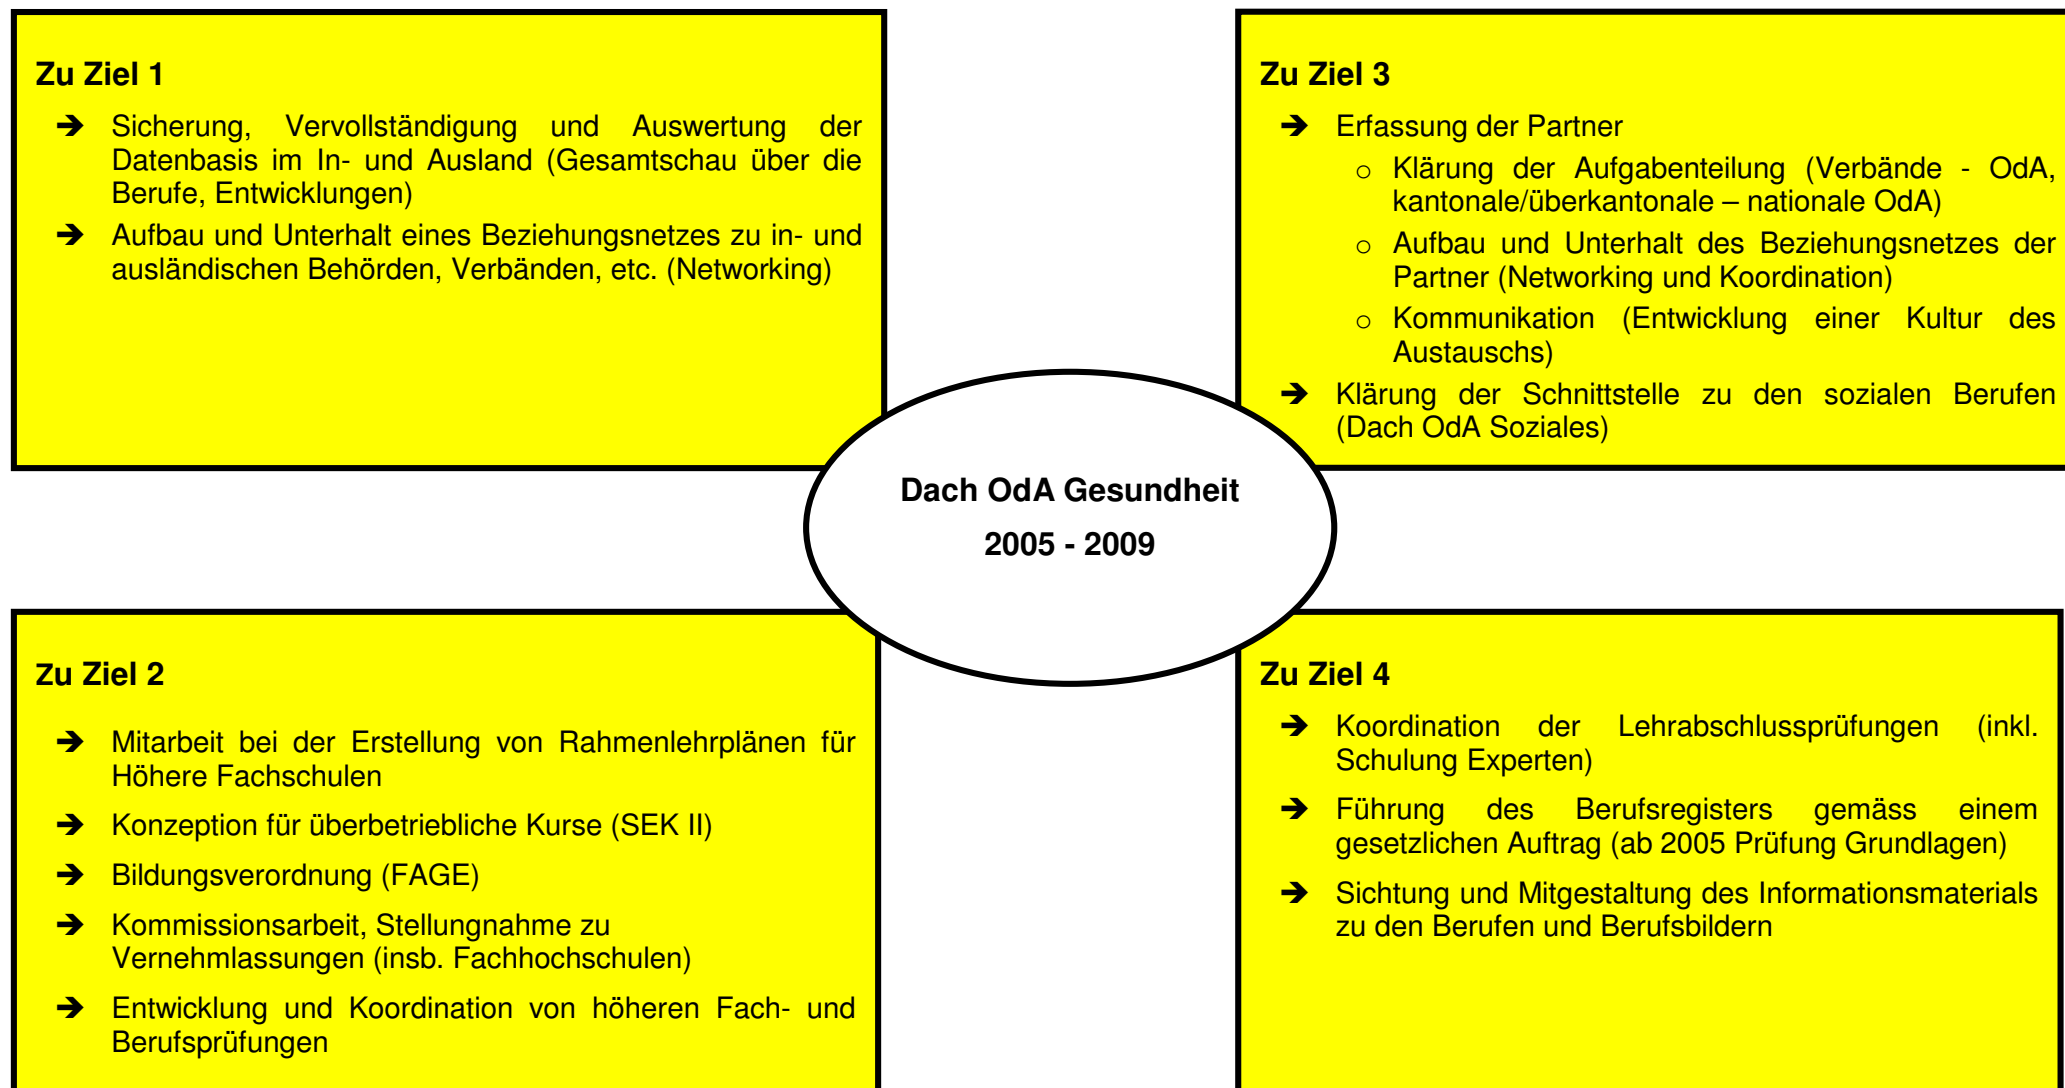 Zu Ziel 1
➔ Sicherung, Vervollständigung und Auswertung der
Datenbasis im In- und Ausland (Gesamtschau über die
Berufe, Entwicklungen)
➔ Aufbau und Unterhalt eines Beziehungsnetzes zu in- und
ausländischen Behörden, Verbänden, etc. (Networking)
Zu Ziel 3
➔ Erfassung der Partner
o Klärung der Aufgabenteilung (Verbände - OdA,
kantonale/überkantonale – nationale OdA)
o Aufbau und Unterhalt des Beziehungsnetzes der
Partner (Networking und Koordination)
o Kommunikation (Entwicklung einer Kultur des
Austauschs)
➔ Klärung der Schnittstelle zu den sozialen Berufen
(Dach OdA Soziales)
Dach OdA Gesundheit
2005 - 2009
Zu Ziel 2
➔ Mitarbeit bei der Erstellung von Rahmenlehrplänen für
Höhere Fachschulen
➔ Konzeption für überbetriebliche Kurse (SEK II)
➔ Bildungsverordnung (FAGE)
➔ Kommissionsarbeit, Stellungnahme zu
Vernehmlassungen (insb. Fachhochschulen)
➔ Entwicklung und Koordination von höheren Fach- und
Berufsprüfungen
Zu Ziel 4
➔ Koordination der Lehrabschlussprüfungen (inkl.
Schulung Experten)
➔ Führung des Berufsregisters gemäss einem
gesetzlichen Auftrag (ab 2005 Prüfung Grundlagen)
➔ Sichtung und Mitgestaltung des Informationsmaterials
zu den Berufen und Berufsbildern